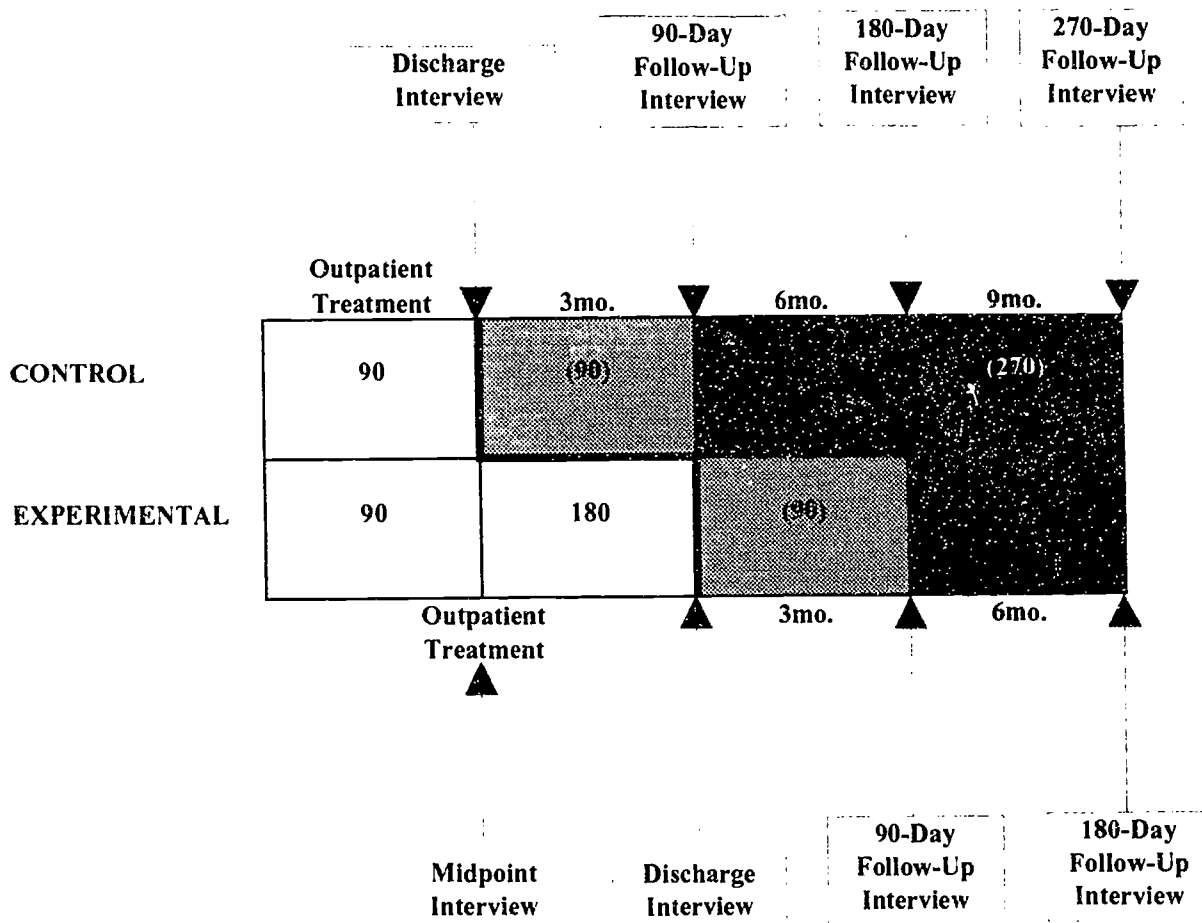 Discharge
Interview
90-Day
Follow-Up
Interview
180-Day
Follow-Up
Interview
270-Day
Follow-Up
Interview
Outpatient
Treatment
3mo.
6mo.
9mo.
CONTROL
90
(90)
(270)
EXPERIMENTAL
90
180
(90)
Outpatient
Treatment
3mo.
6mo.
Midpoint
Interview
Discharge
Interview
90-Day
Follow-Up
Interview
180-Day
Follow-Up
Interview